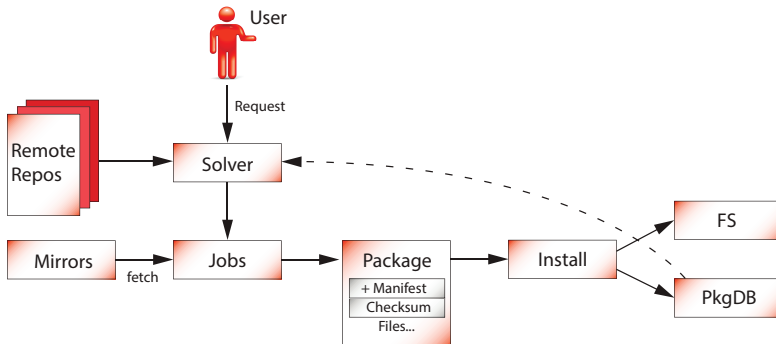 User
Request
Remote
Repos
Solver
Mirrors
fetch
Jobs
Package
+ Manifest
Checksum
Files...
Install
FS
PkgDB